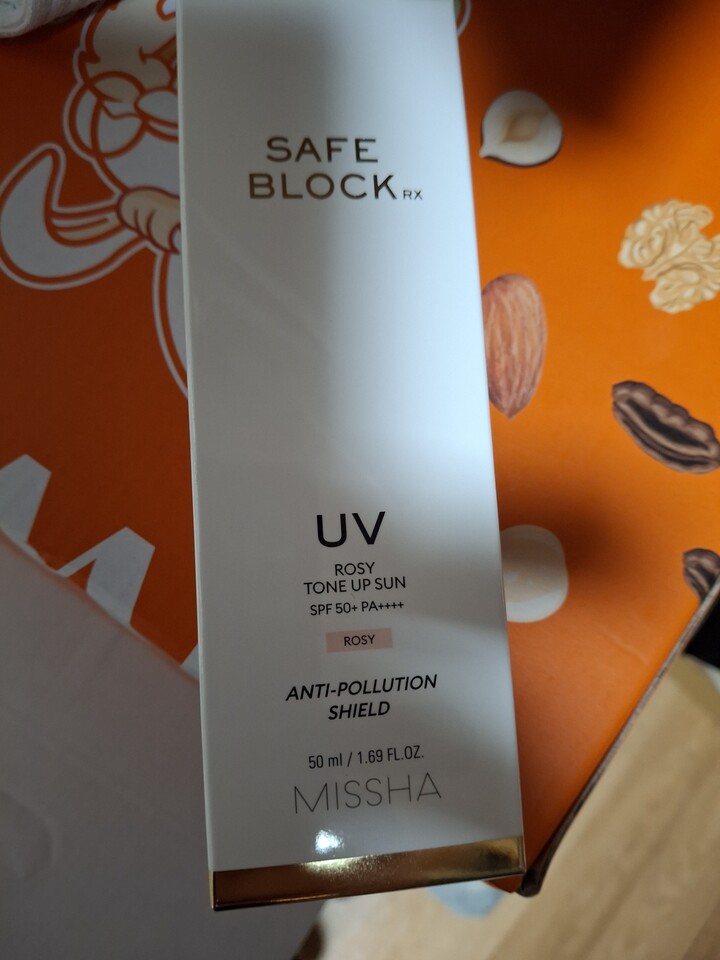 SAFE
BLOCK RX
UV
ROSY
TONE UP SUN
SPF 50+ PA++++
ROSY
ANTI-POLLUTION
SHIELD
50 ml / 1.69 FL.OZ.
MISSHA